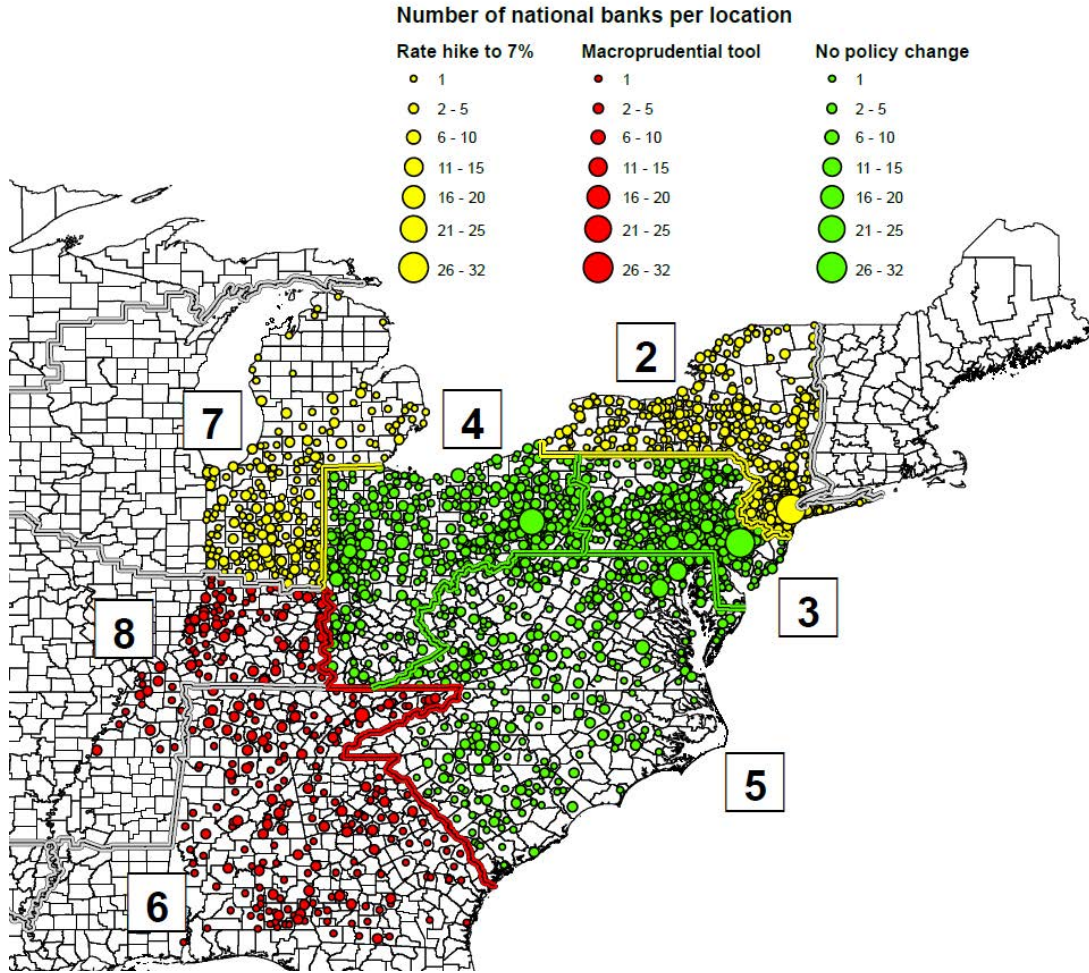 Number of national banks per location
Rate hike to 7% Macroprudential tool No policy change
1 1 1
2 - 5 2 - 5 2 - 5
6 - 10 6 - 10 6 - 10
11 - 15 11 - 15 11 - 15
16 - 20 16 - 20 16 - 20
21 - 25 21 - 25 21 - 25
26 - 32 26 - 32 26 - 32
2
7
4
3
8
5
6